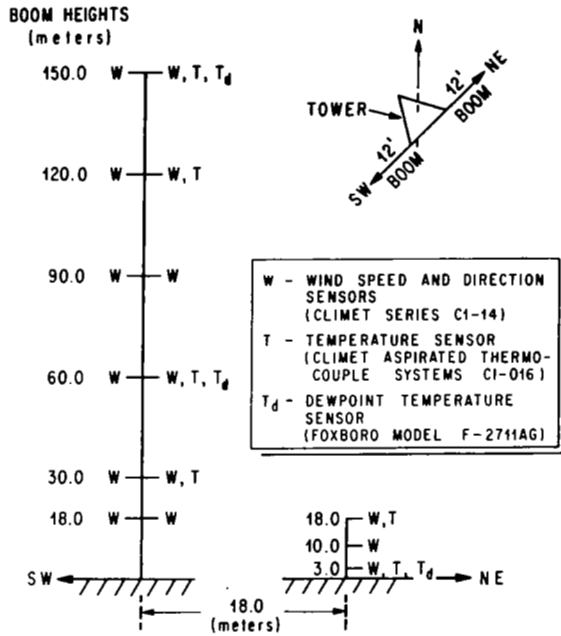 BOOM HEIGHTS
(meters)
150.0 W W, T, Td
120.0 W W, T
90.0 W W
60.0 W W, T, Td
30.0 W W, T
18.0 W W
SW
N
NE
12'
BOOM
TOWER
12'
BOOM
SW
W - WIND SPEED AND DIRECTION
SENSORS
(CLIMET SERIES C1-14)
T - TEMPERATURE SENSOR
(CLIMET ASPIRATED THERMO-
COUPLE SYSTEMS CI-016)
Td - DEWPOINT TEMPERATURE
SENSOR
(FOXBORO MODEL F-2711AG)
18.0 W,T
10.0 W
3.0 W, T, Td
NE
18.0
(meters)